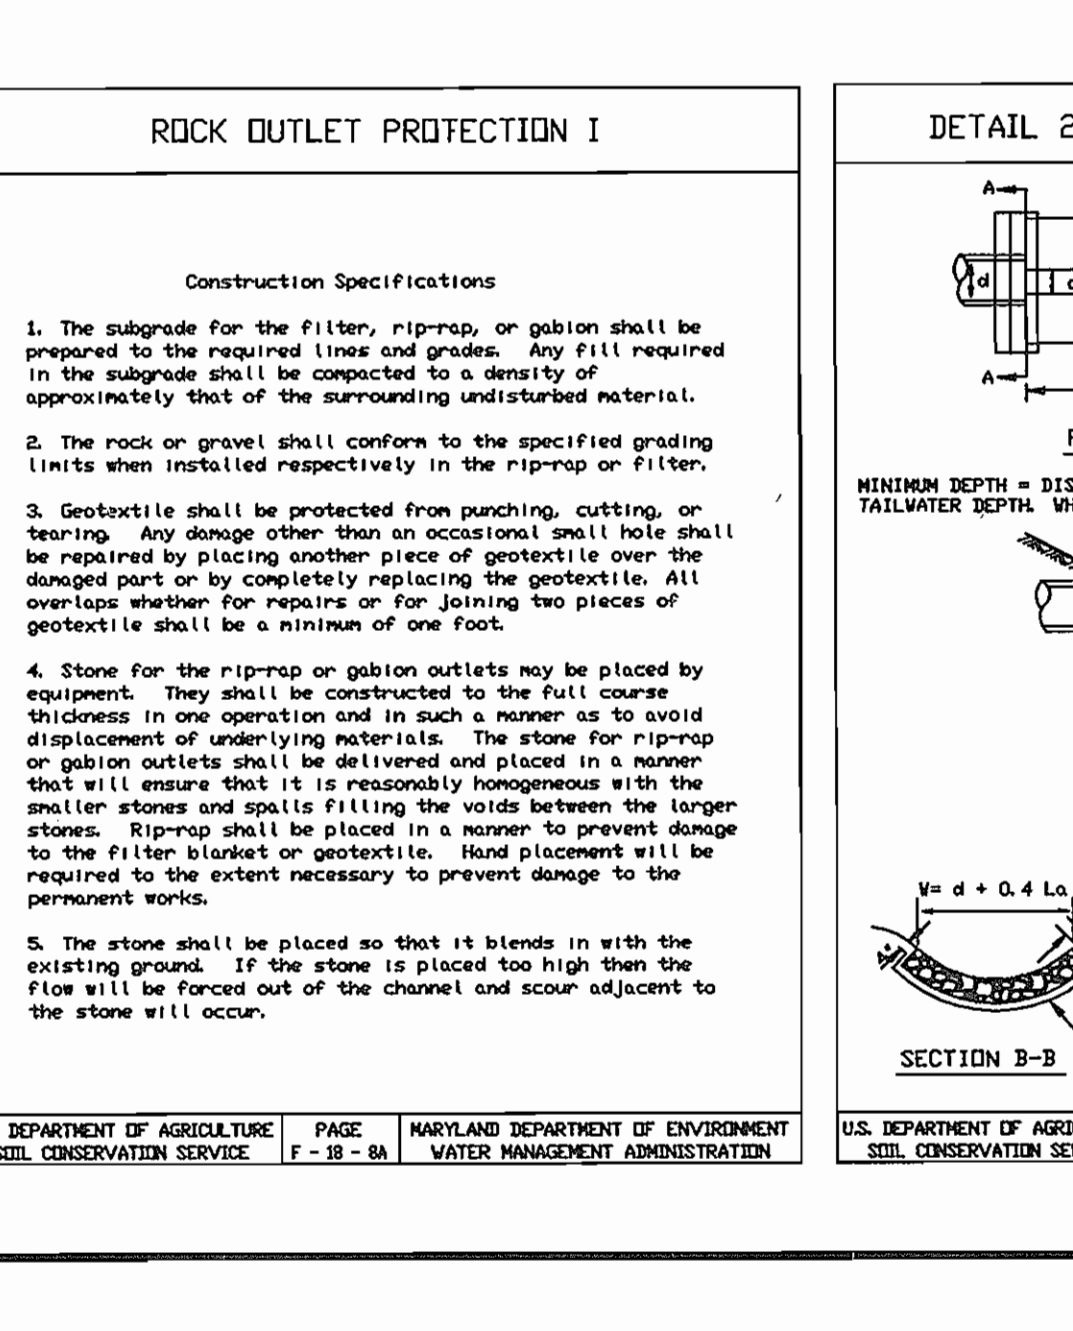 ROCK OUTLET PROTECTION I
Construction Specifications
1. The subgrade for the filter, rip-rap, or gabion shall be
prepared to the required lines and grades. Any fill required
in the subgrade shall be compacted to a density of
approximately that of the surrounding undisturbed material.
2. The rock or gravel shall conform to the specified grading
limits when installed respectively in the rip-rap or filter.
3. Geotextile shall be protected from punching, cutting, or
tearing. Any damage other than an occasional small hole shall
be repaired by placing another piece of geotextile over the
damaged part or by completely replacing the geotextile. All
overlaps whether for repairs or for joining two pieces of
geotextile shall be a minimum of one foot.
4. Stone for the rip-rap or gabion outlets may be placed by
equipment. They shall be constructed to the full course
thickness in one operation and in such a manner as to avoid
displacement of underlying materials. The stone for rip-rap
or gabion outlets shall be delivered and placed in a manner
that will ensure that it is reasonably homogeneous with the
smaller stones and spalls filling the voids between the larger
stones. Rip-rap shall be placed in a manner to prevent damage
to the filter blanket or geotextile. Hand placement will be
required to the extent necessary to prevent damage to the
permanent works.
5. The stone shall be placed so that it blends in with the
existing ground. If the stone is placed too high then the
flow will be forced out of the channel and scour adjacent to
the stone will occur.
DEPARTMENT OF AGRICULTURE
SOIL CONSERVATION SERVICE
PAGE
F - 18 - 8A
MARYLAND DEPARTMENT OF ENVIRONMENT
WATER MANAGEMENT ADMINISTRATION
DETAIL 2
A
d
d
A
MINIMUM DEPTH = DIS
TAILWATER DEPTH. WH
W= d + 0.4 La
SECTION B-B
U.S. DEPARTMENT OF AGRI
SOIL CONSERVATION SE